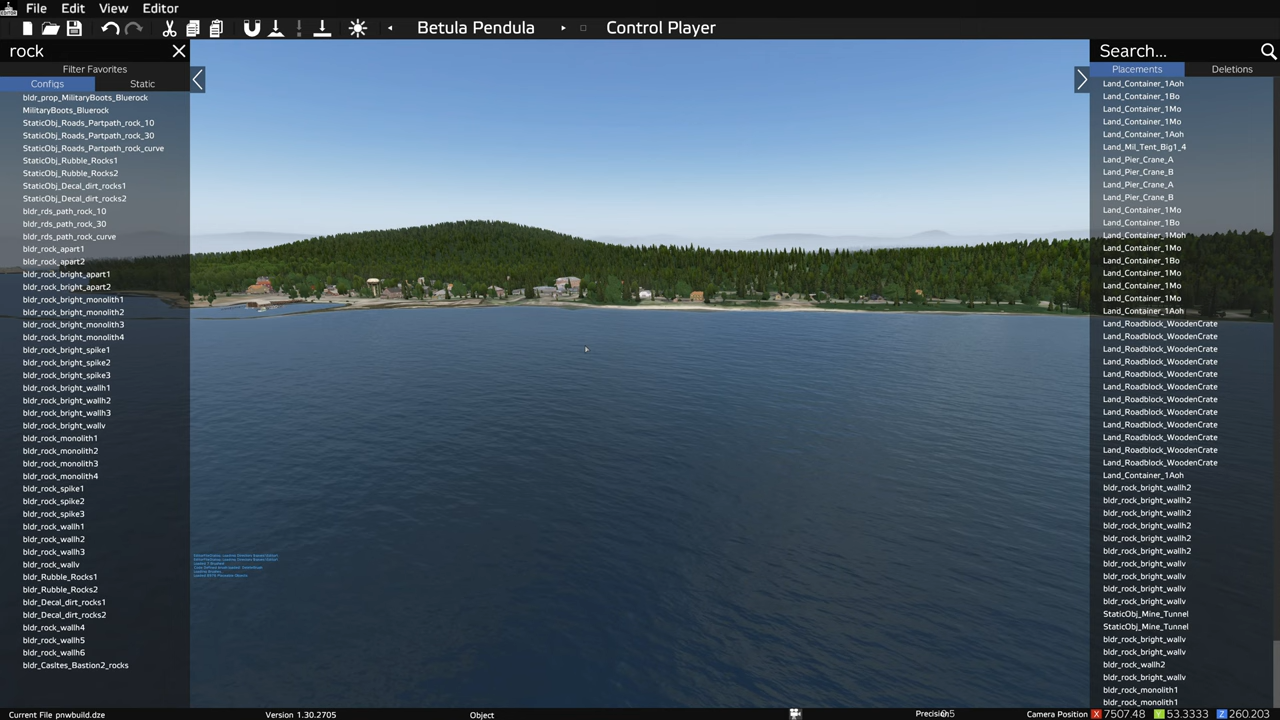 File Edit View Editor
Betula Pendula
Control Player
rock
Filter Favorites
Configs Static
bldr_prop_MilitaryBoots_Bluerock
MilitaryBoots_Bluerock
StaticObj_Roads_Partpath_rock_10
StaticObj_Roads_Partpath_rock_30
StaticObj_Roads_Partpath_rock_curve
StaticObj_Rubble_Rocks1
StaticObj_Rubble_Rocks2
StaticObj_Decal_dirt_rocks1
StaticObj_Decal_dirt_rocks2
bldr_rds_path_rock_10
bldr_rds_path_rock_30
bldr_rds_path_rock_curve
bldr_rock_apart1
bldr_rock_apart2
bldr_rock_bright_apart1
bldr_rock_bright_apart2
bldr_rock_bright_monolith1
bldr_rock_bright_monolith2
bldr_rock_bright_monolith3
bldr_rock_bright_monolith4
bldr_rock_bright_spike1
bldr_rock_bright_spike2
bldr_rock_bright_spike3
bldr_rock_bright_wallh1
bldr_rock_bright_wallh2
bldr_rock_bright_wallh3
bldr_rock_bright_wallv
bldr_rock_monolith1
bldr_rock_monolith2
bldr_rock_monolith3
bldr_rock_monolith4
bldr_rock_spike1
bldr_rock_spike2
bldr_rock_spike3
bldr_rock_wallh1
bldr_rock_wallh2
bldr_rock_wallh3
bldr_rock_wallv
bldr_Rubble_Rocks1
bldr_Rubble_Rocks2
bldr_Decal_dirt_rocks1
bldr_Decal_dirt_rocks2
bldr_rock_wallh4
bldr_rock_wallh5
bldr_rock_wallh6
bldr_Casltes_Bastion2_rocks
Search...
Placements Deletions
Land_Container_1Aoh
Land_Container_1Bo
Land_Container_1Mo
Land_Container_1Mo
Land_Container_1Aoh
Land_Mil_Tent_Big1_4
Land_Pier_Crane_A
Land_Pier_Crane_B
Land_Pier_Crane_A
Land_Pier_Crane_B
Land_Container_1Mo
Land_Container_1Bo
Land_Container_1Moh
Land_Container_1Mo
Land_Container_1Bo
Land_Container_1Mo
Land_Container_1Mo
Land_Container_1Mo
Land_Container_1Aoh
Land_Roadblock_WoodenCrate
Land_Roadblock_WoodenCrate
Land_Roadblock_WoodenCrate
Land_Roadblock_WoodenCrate
Land_Roadblock_WoodenCrate
Land_Roadblock_WoodenCrate
Land_Roadblock_WoodenCrate
Land_Roadblock_WoodenCrate
Land_Roadblock_WoodenCrate
Land_Roadblock_WoodenCrate
Land_Roadblock_WoodenCrate
Land_Roadblock_WoodenCrate
Land_Container_1Aoh
bldr_rock_bright_wallh2
bldr_rock_bright_wallh2
bldr_rock_bright_wallh2
bldr_rock_bright_wallh2
bldr_rock_bright_wallh2
bldr_rock_bright_wallh2
bldr_rock_bright_wallv
bldr_rock_bright_wallv
bldr_rock_bright_wallv
bldr_rock_bright_wallv
StaticObj_Mine_Tunnel
StaticObj_Mine_Tunnel
bldr_rock_bright_wallv
bldr_rock_bright_wallv
bldr_rock_wallh2
bldr_rock_bright_wallv
bldr_rock_monolith1
bldr_rock_monolith1
Current File pnwbuild.dze
Version 1.30.2705
Object
Precision0.5
Camera Position X 7507.48 Y 53.3333 Z 260.203